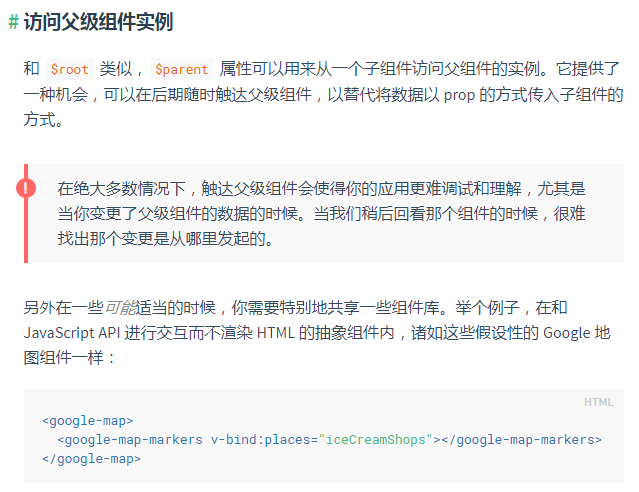 # 访问父级组件实例
和 $root 类似，$parent 属性可以用来从一个子组件访问父组件的实例。它提供了
一种机会，可以在后期随时触达父级组件，以替代将数据以 prop 的方式传入子组件的
方式。
!
在绝大多数情况下，触达父级组件会使得你的应用更难调试和理解，尤其是
当你变更了父级组件的数据的时候。当我们稍后回看那个组件的时候，很难
找出那个变更是从哪里发起的。
另外在一些可能适当的时候，你需要特别地共享一些组件库。举个例子，在和
JavaScript API 进行交互而不渲染 HTML 的抽象组件内，诸如这些假设性的 Google 地
图组件一样：
HTML
<google-map>
  <google-map-markers v-bind:places="iceCreamShops"></google-map-markers>
</google-map>